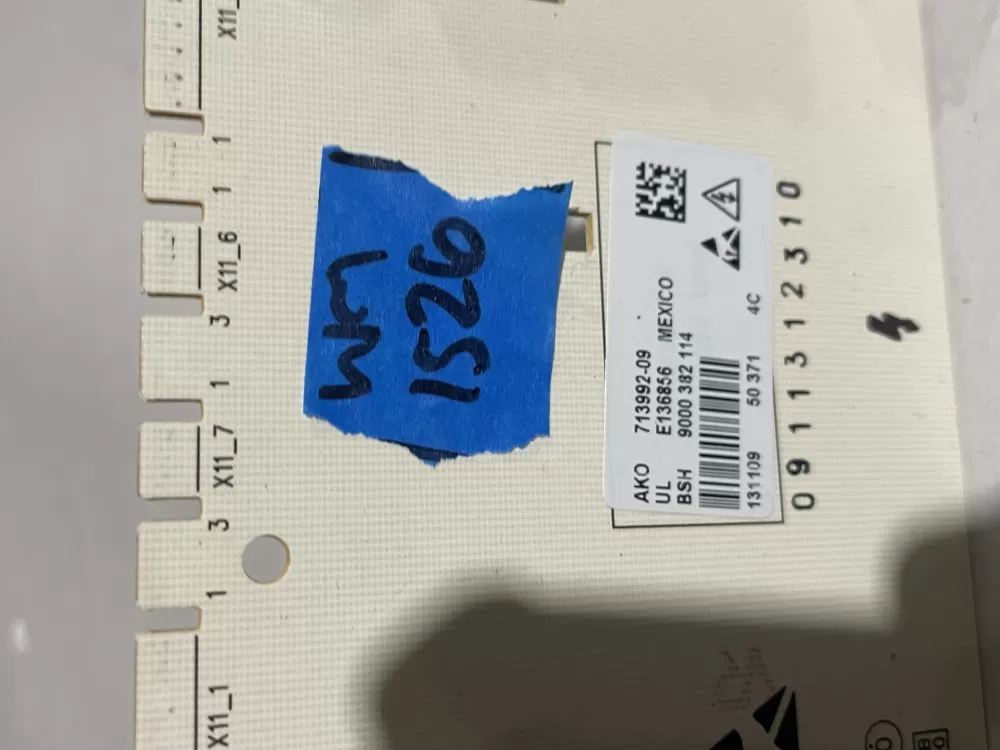 WM
1526
AKO 713992-09
UL E136856 MEXICO
BSH 9000 382 114
131109 50 371 4C
0911312310
X11_
1
1
X11_6
3
1
X11_7
3
1
X11_1